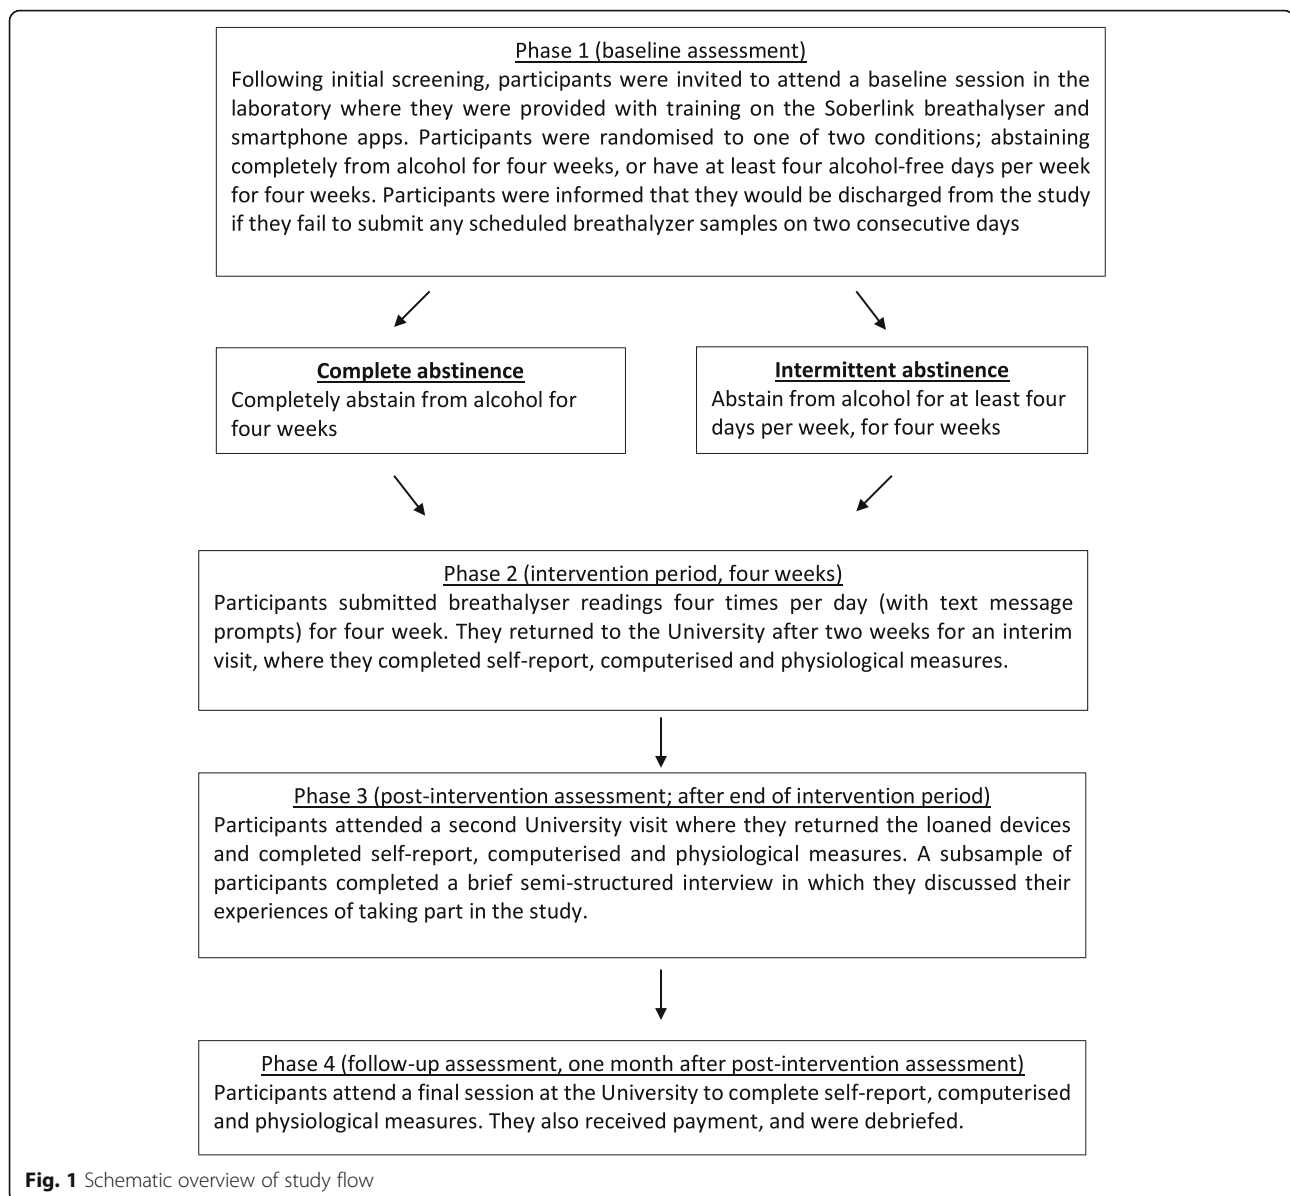 Phase 1 (baseline assessment)
Following initial screening, participants were invited to attend a baseline session in the
laboratory where they were provided with training on the Soberlink breathalyser and
smartphone apps. Participants were randomised to one of two conditions; abstaining
completely from alcohol for four weeks, or have at least four alcohol-free days per week
for four weeks. Participants were informed that they would be discharged from the study
if they fail to submit any scheduled breathalyzer samples on two consecutive days
Complete abstinence
Completely abstain from alcohol for
four weeks
Intermittent abstinence
Abstain from alcohol for at least four
days per week, for four weeks
Phase 2 (intervention period, four weeks)
Participants submitted breathalyser readings four times per day (with text message
prompts) for four week. They returned to the University after two weeks for an interim
visit, where they completed self-report, computerised and physiological measures.
Phase 3 (post-intervention assessment; after end of intervention period)
Participants attended a second University visit where they returned the loaned devices
and completed self-report, computerised and physiological measures. A subsample of
participants completed a brief semi-structured interview in which they discussed their
experiences of taking part in the study.
Phase 4 (follow-up assessment, one month after post-intervention assessment)
Participants attend a final session at the University to complete self-report, computerised
and physiological measures. They also received payment, and were debriefed.
Fig. 1 Schematic overview of study flow